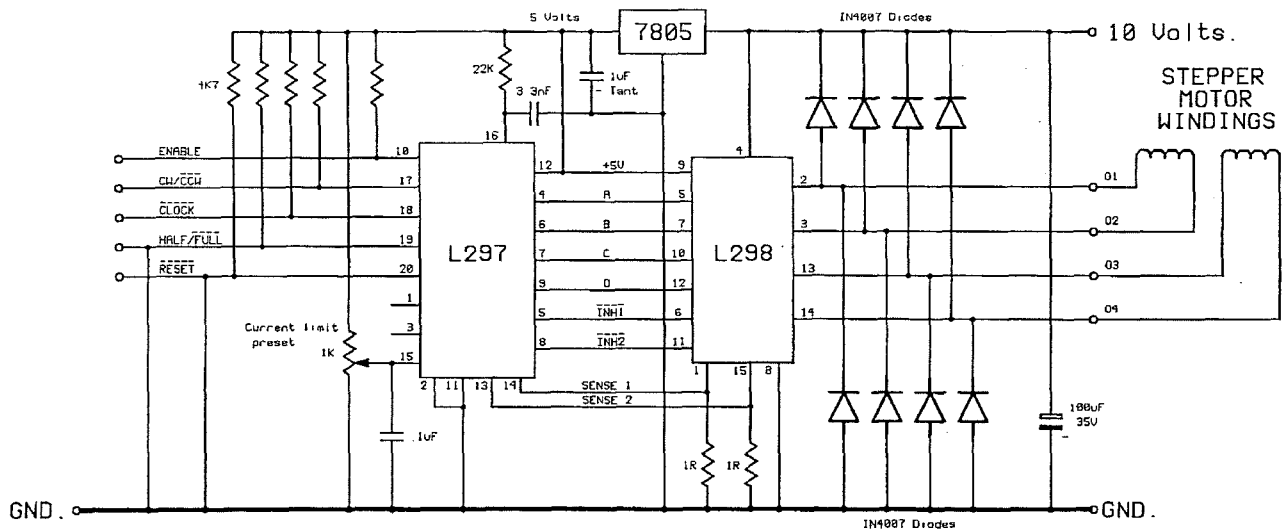 5 Volts
IN4007 Diodes
7805
10 Volts.
4K7
22K
3 3nF
1uF
- Tant
STEPPER
MOTOR
WINDINGS
16
4
ENABLE
10
12
+5V
9
2
O1
CW/CCW
17
4
A
5
CLOCK
18
6
B
7
3
O2
HALF/FULL
19
L297
7
C
10
L298
13
O3
RESET
20
9
D
12
1
5
INH1
6
14
O4
3
8
INH2
11
Current limit
preset
1K
15
2
11
13
14
SENSE 1
SENSE 2
1
15
8
.1uF
1R
1R
100uF
35V
-
GND.
GND.
IN4007 Diodes